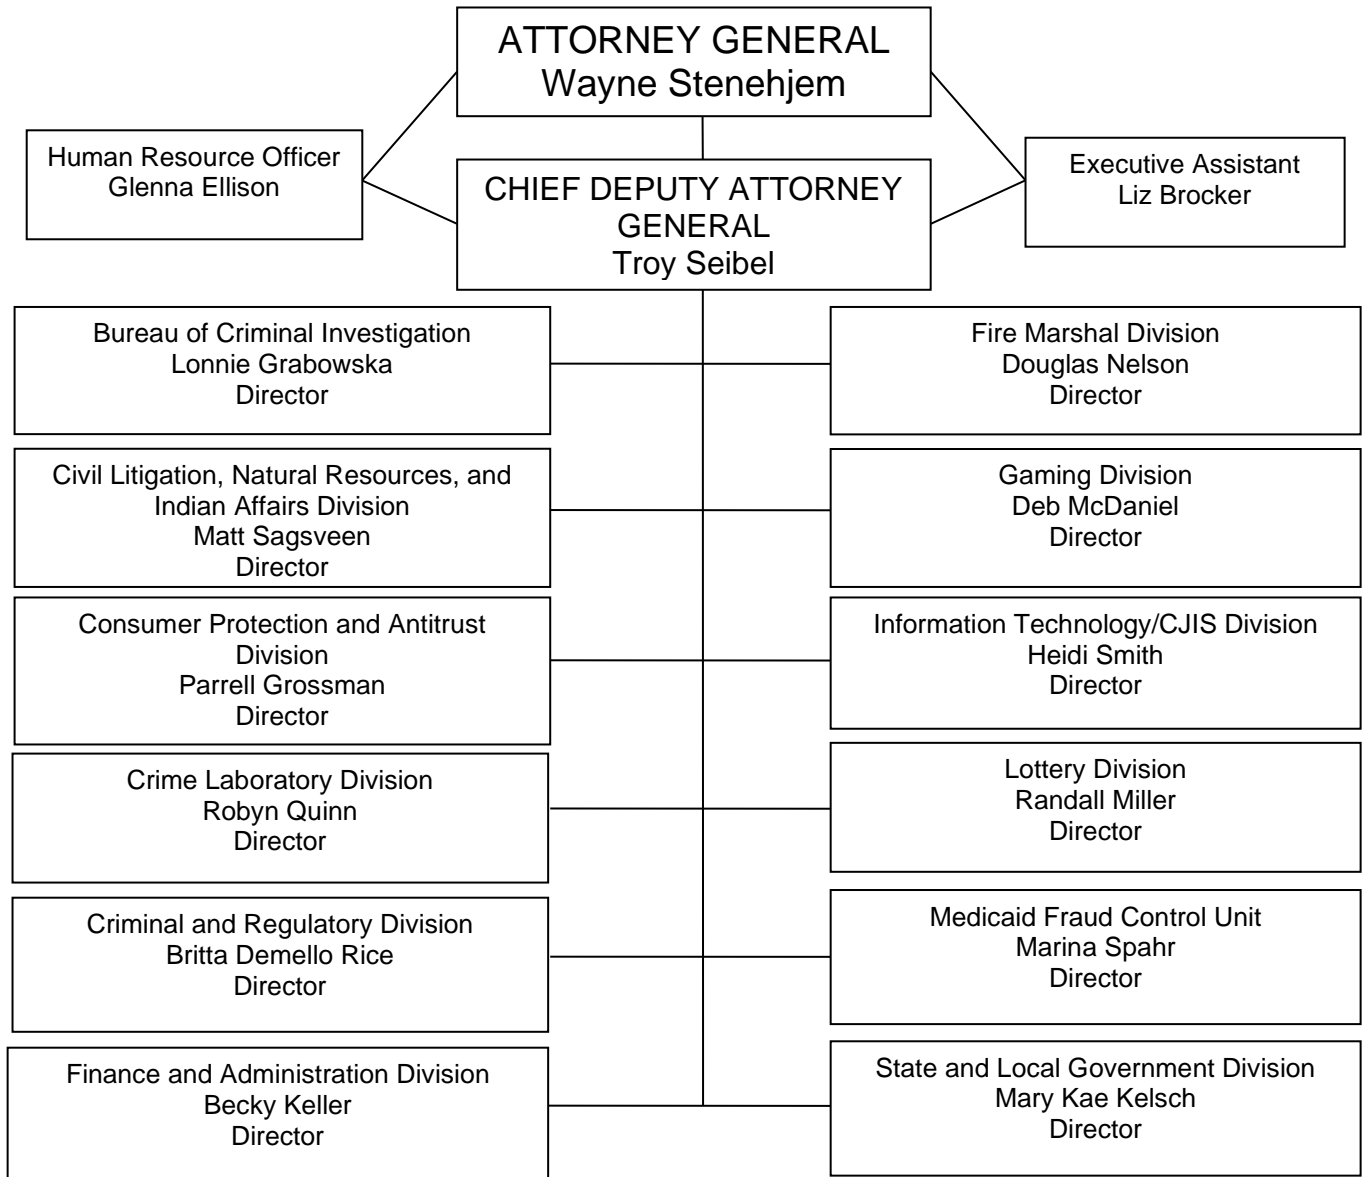 ATTORNEY GENERAL
Wayne Stenehjem
Human Resource Officer
Glenna Ellison
Executive Assistant
Liz Brocker
CHIEF DEPUTY ATTORNEY
GENERAL
Troy Seibel
Bureau of Criminal Investigation
Lonnie Grabowska
Director
Fire Marshal Division
Douglas Nelson
Director
Civil Litigation, Natural Resources, and
Indian Affairs Division
Matt Sagsveen
Director
Gaming Division
Deb McDaniel
Director
Consumer Protection and Antitrust
Division
Parrell Grossman
Director
Information Technology/CJIS Division
Heidi Smith
Director
Crime Laboratory Division
Robyn Quinn
Director
Lottery Division
Randall Miller
Director
Criminal and Regulatory Division
Britta Demello Rice
Director
Medicaid Fraud Control Unit
Marina Spahr
Director
Finance and Administration Division
Becky Keller
Director
State and Local Government Division
Mary Kae Kelsch
Director